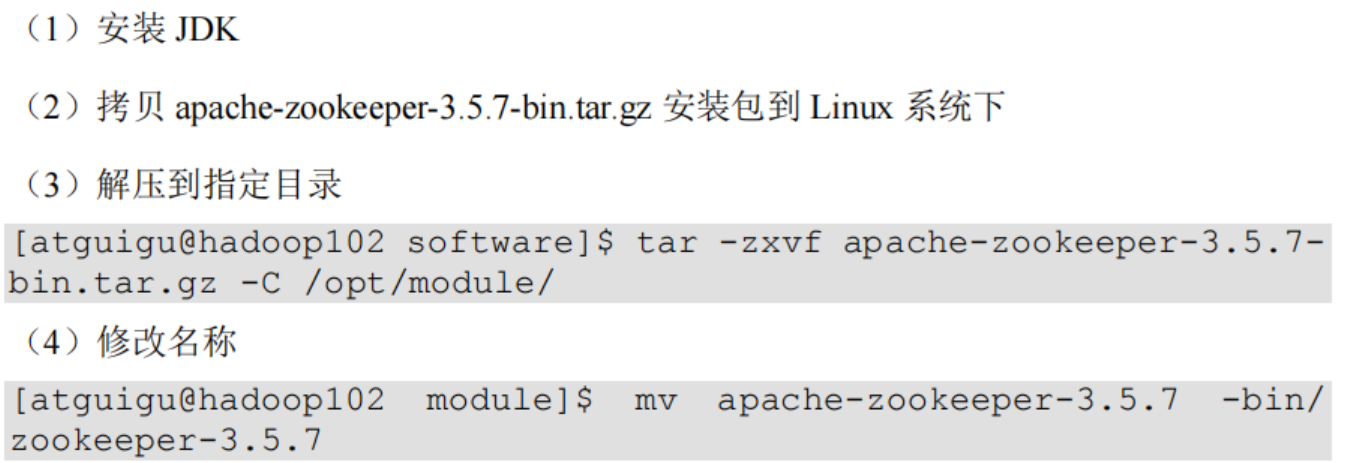 （1）安装 JDK
（2）拷贝 apache-zookeeper-3.5.7-bin.tar.gz 安装包到 Linux 系统下
（3）解压到指定目录
[atguigu@hadoop102 software]$ tar -zxvf apache-zookeeper-3.5.7-
bin.tar.gz -C /opt/module/
（4）修改名称
[atguigu@hadoop102 module]$ mv apache-zookeeper-3.5.7 -bin/
zookeeper-3.5.7